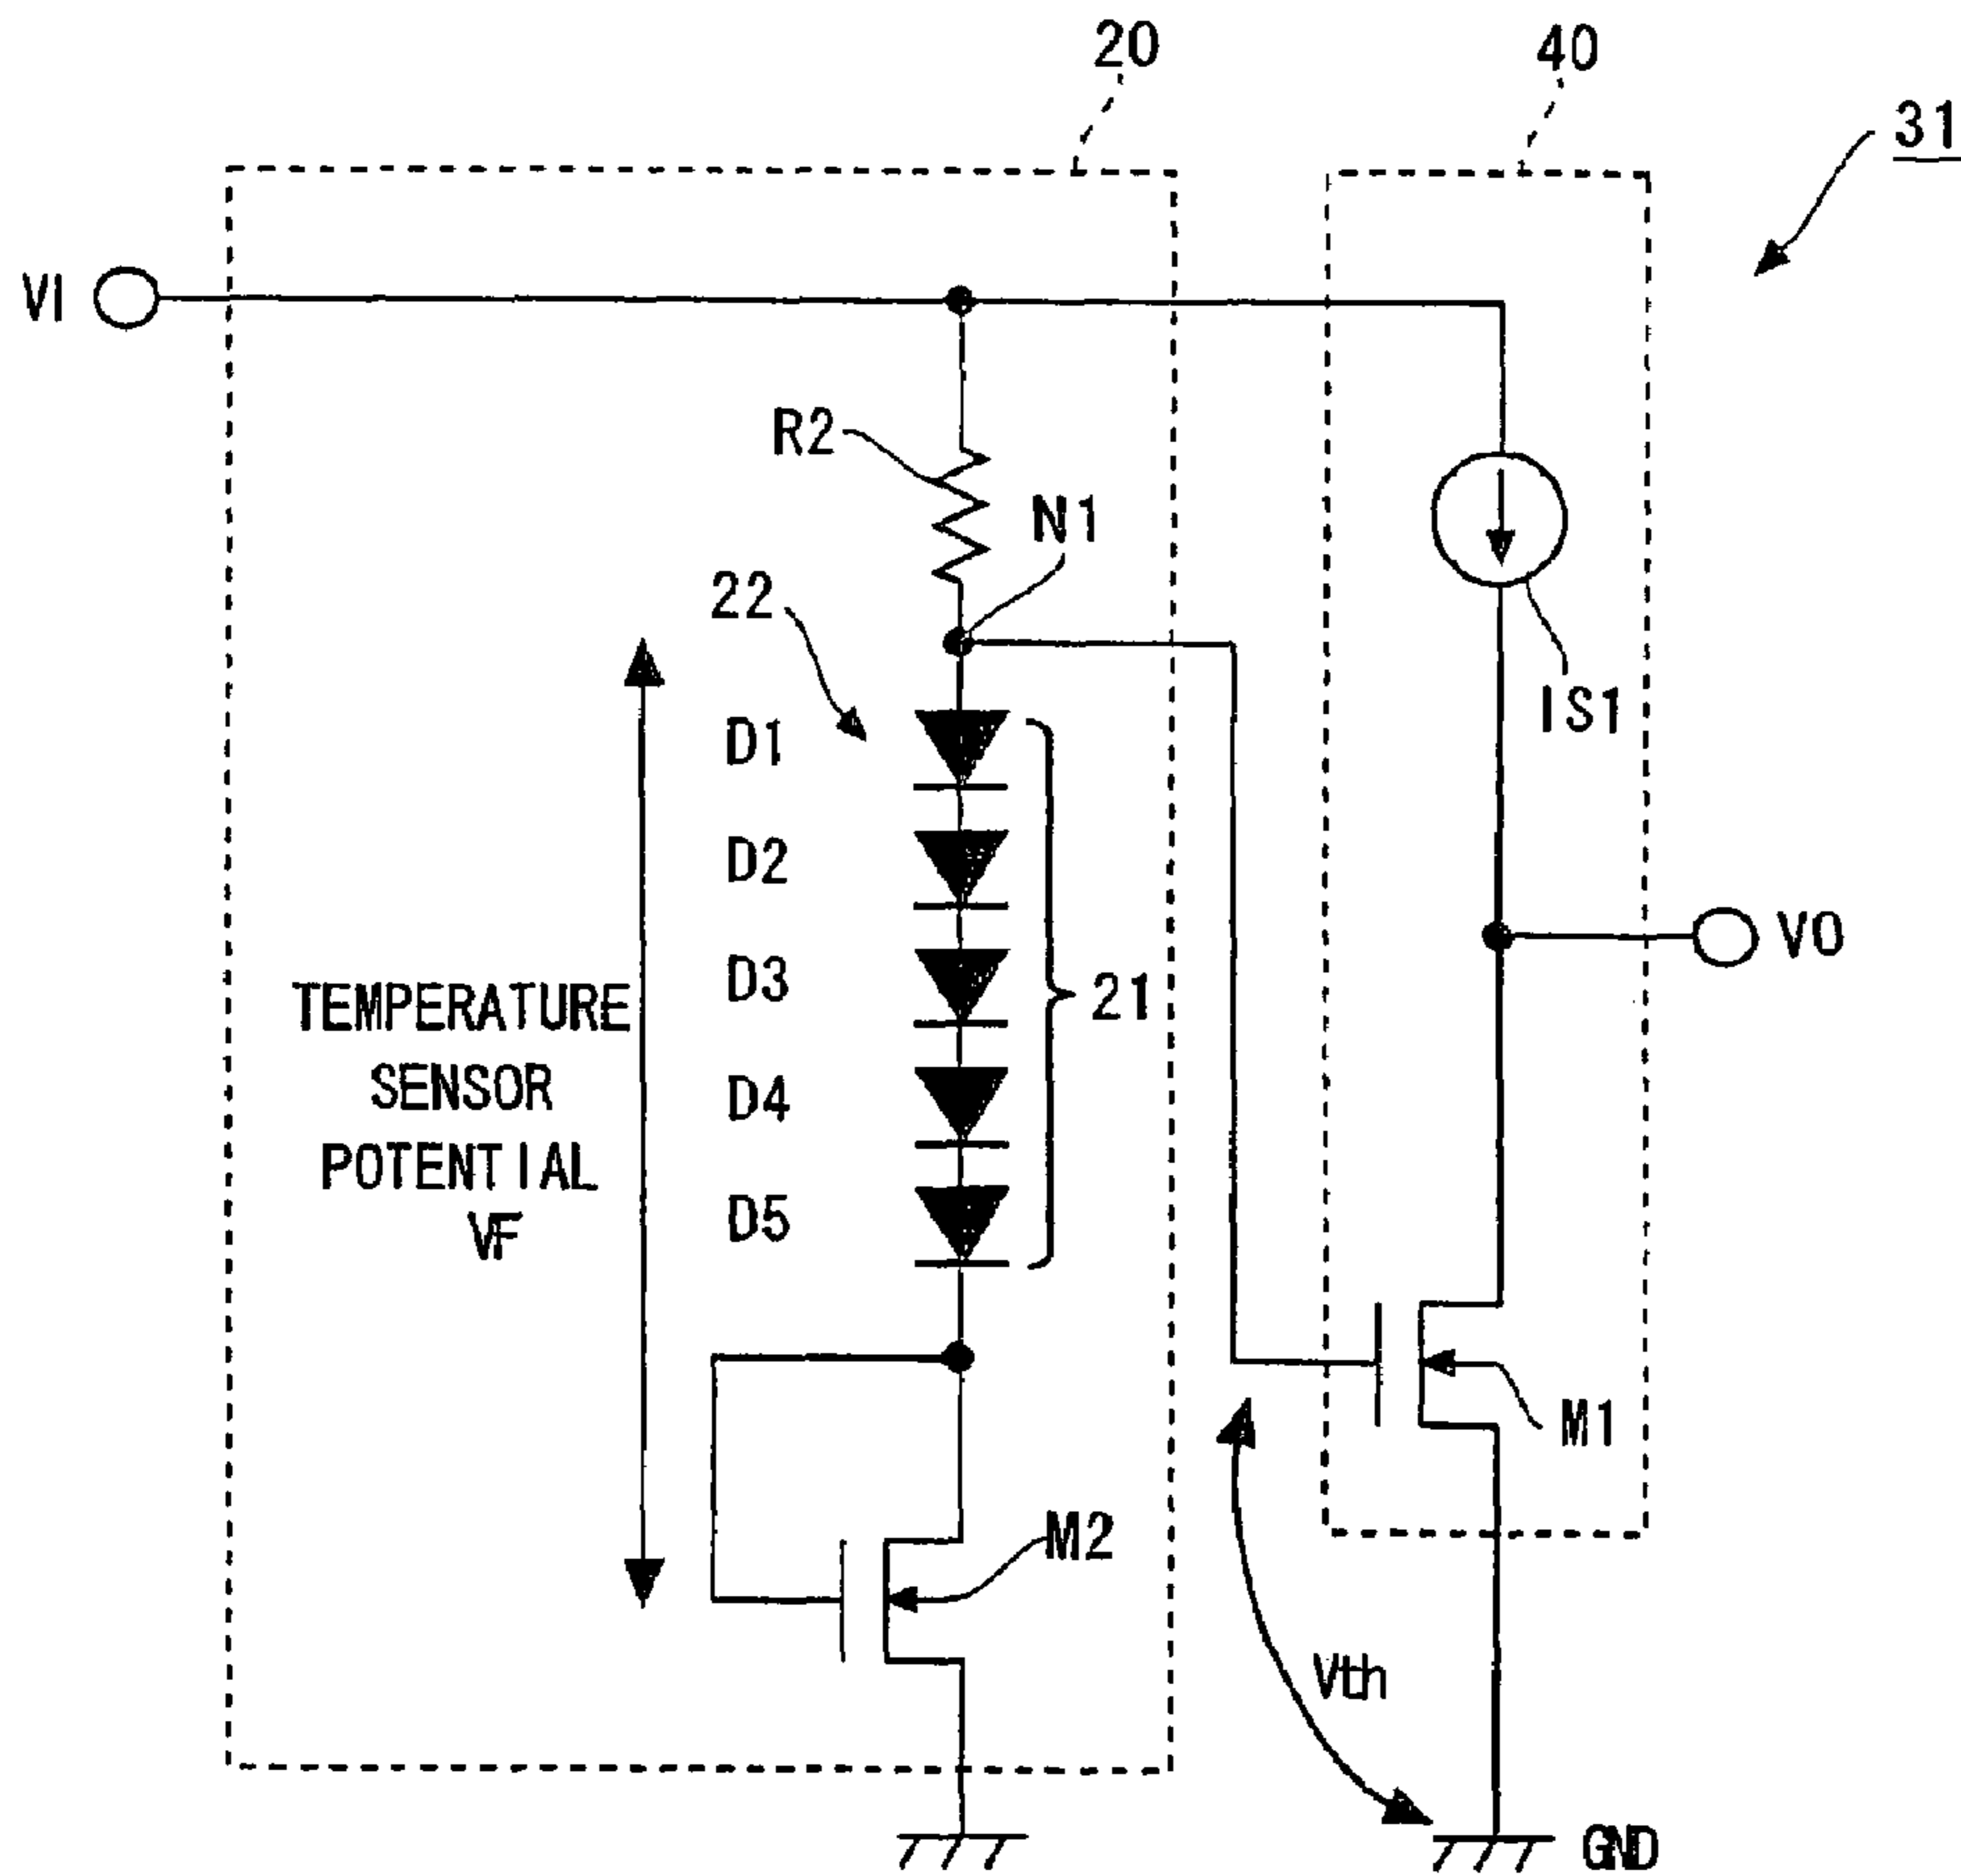 20
40
31
VI
R2
N1
22
IS1
D1
D2
VO
D3
TEMPERATURE
SENSOR
POTENTIAL
VF
21
D4
D5
M1
M2
Vth
GND